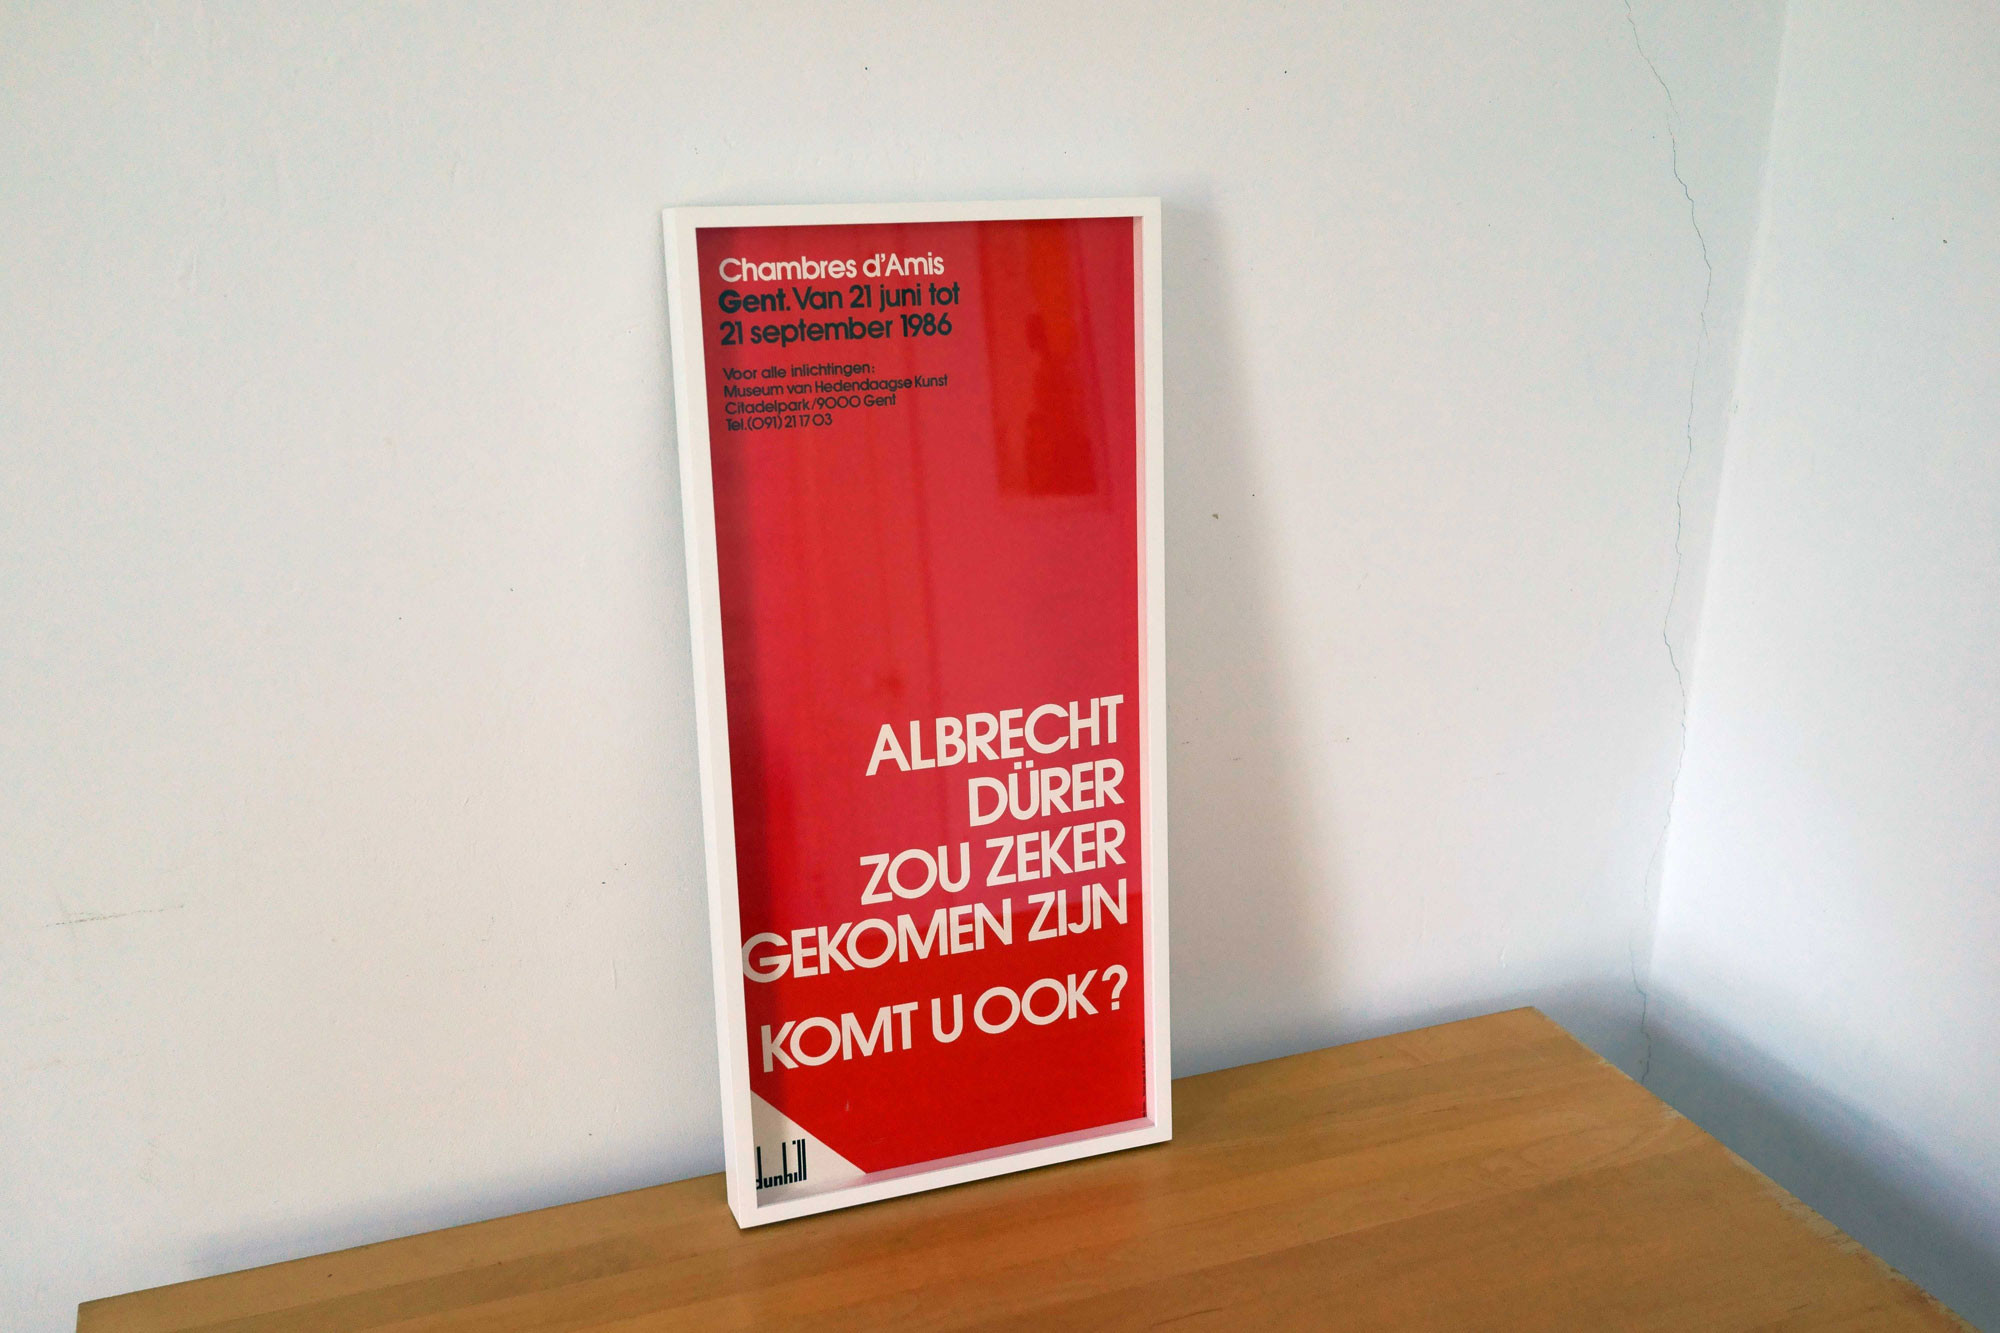 Chambres d'Amis
Gent. Van 21 juni tot
21 september 1986
Voor alle inlichtingen:
Museum van Hedendaagse Kunst
Citadelpark/9000 Gent
Tel.(091) 21 17 03
ALBRECHT
DÜRER
ZOU ZEKER
GEKOMEN ZIJN
KOMT U OOK?
dunhill